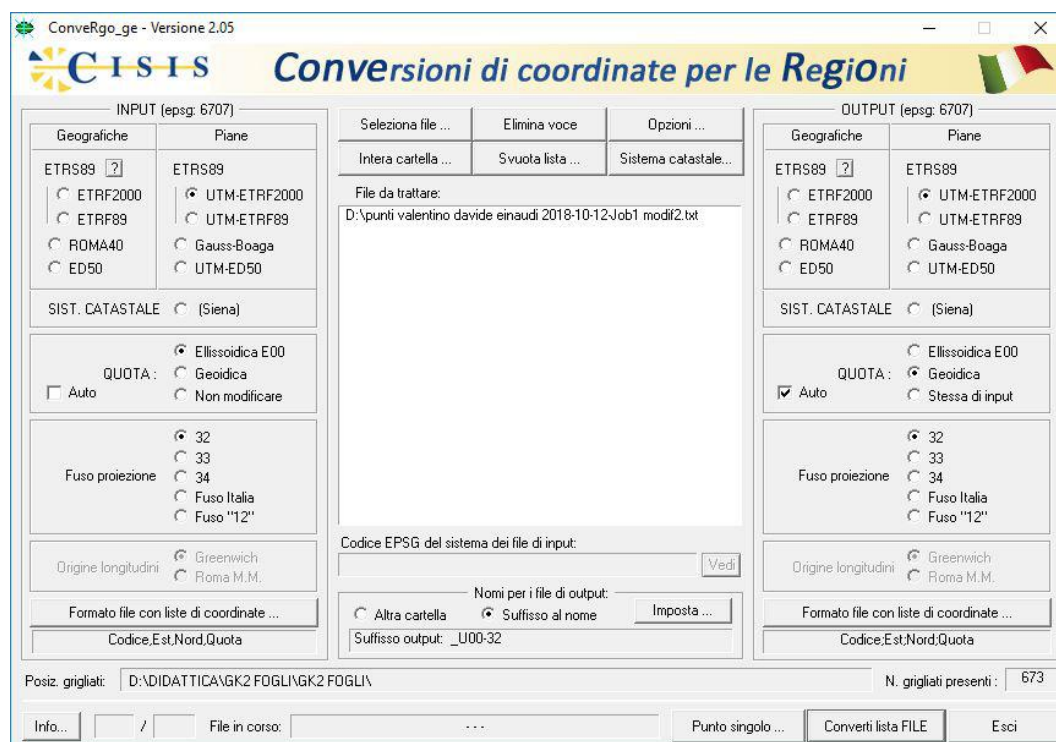 ConveRgo_ge - Versione 2.05
CISIS
Conversioni di coordinate per le Regioni
INPUT (epsg: 6707)
Geografiche
Piane
ETRS89 ?
ETRS89
ETRF2000
UTM-ETRF2000
ETRF89
UTM-ETRF89
ROMA40
Gauss-Boaga
ED50
UTM-ED50
SIST. CATASTALE
(Siena)
QUOTA :
Ellissoidica E00
Geoidica
Auto
Non modificare
Fuso proiezione
32
33
34
Fuso Italia
Fuso "12"
Origine longitudini
Greenwich
Roma M.M.
Formato file con liste di coordinate ...
Codice,Est,Nord,Quota
Seleziona file ...
Elimina voce
Opzioni ...
Intera cartella ...
Svuota lista ...
Sistema catastale...
File da trattare:
D:\punti valentino davide einaudi 2018-10-12-Job1 modif2.txt
Codice EPSG del sistema dei file di input:
Vedi
Nomi per i file di output:
Altra cartella
Suffisso al nome
Imposta ...
Suffisso output: _U00-32
OUTPUT (epsg: 6707)
Geografiche
Piane
ETRS89 ?
ETRS89
ETRF2000
UTM-ETRF2000
ETRF89
UTM-ETRF89
ROMA40
Gauss-Boaga
ED50
UTM-ED50
SIST. CATASTALE
(Siena)
QUOTA :
Ellissoidica E00
Geoidica
Auto
Stessa di input
Fuso proiezione
32
33
34
Fuso Italia
Fuso "12"
Origine longitudini
Greenwich
Roma M.M.
Formato file con liste di coordinate ...
Codice;Est;Nord;Quota
Posiz. grigliati: D:\DIDATTICA\GK2 FOGLI\GK2 FOGLI\
N. grigliati presenti : 673
Info...
/
File in corso:
- - -
Punto singolo ...
Converti lista FILE
Esci